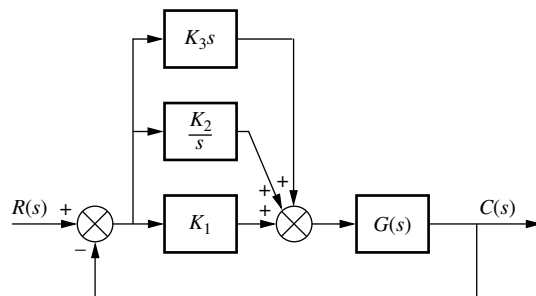 K₃s
K₂
s
+
+
R(s) + K₁ + G(s) C(s)
−